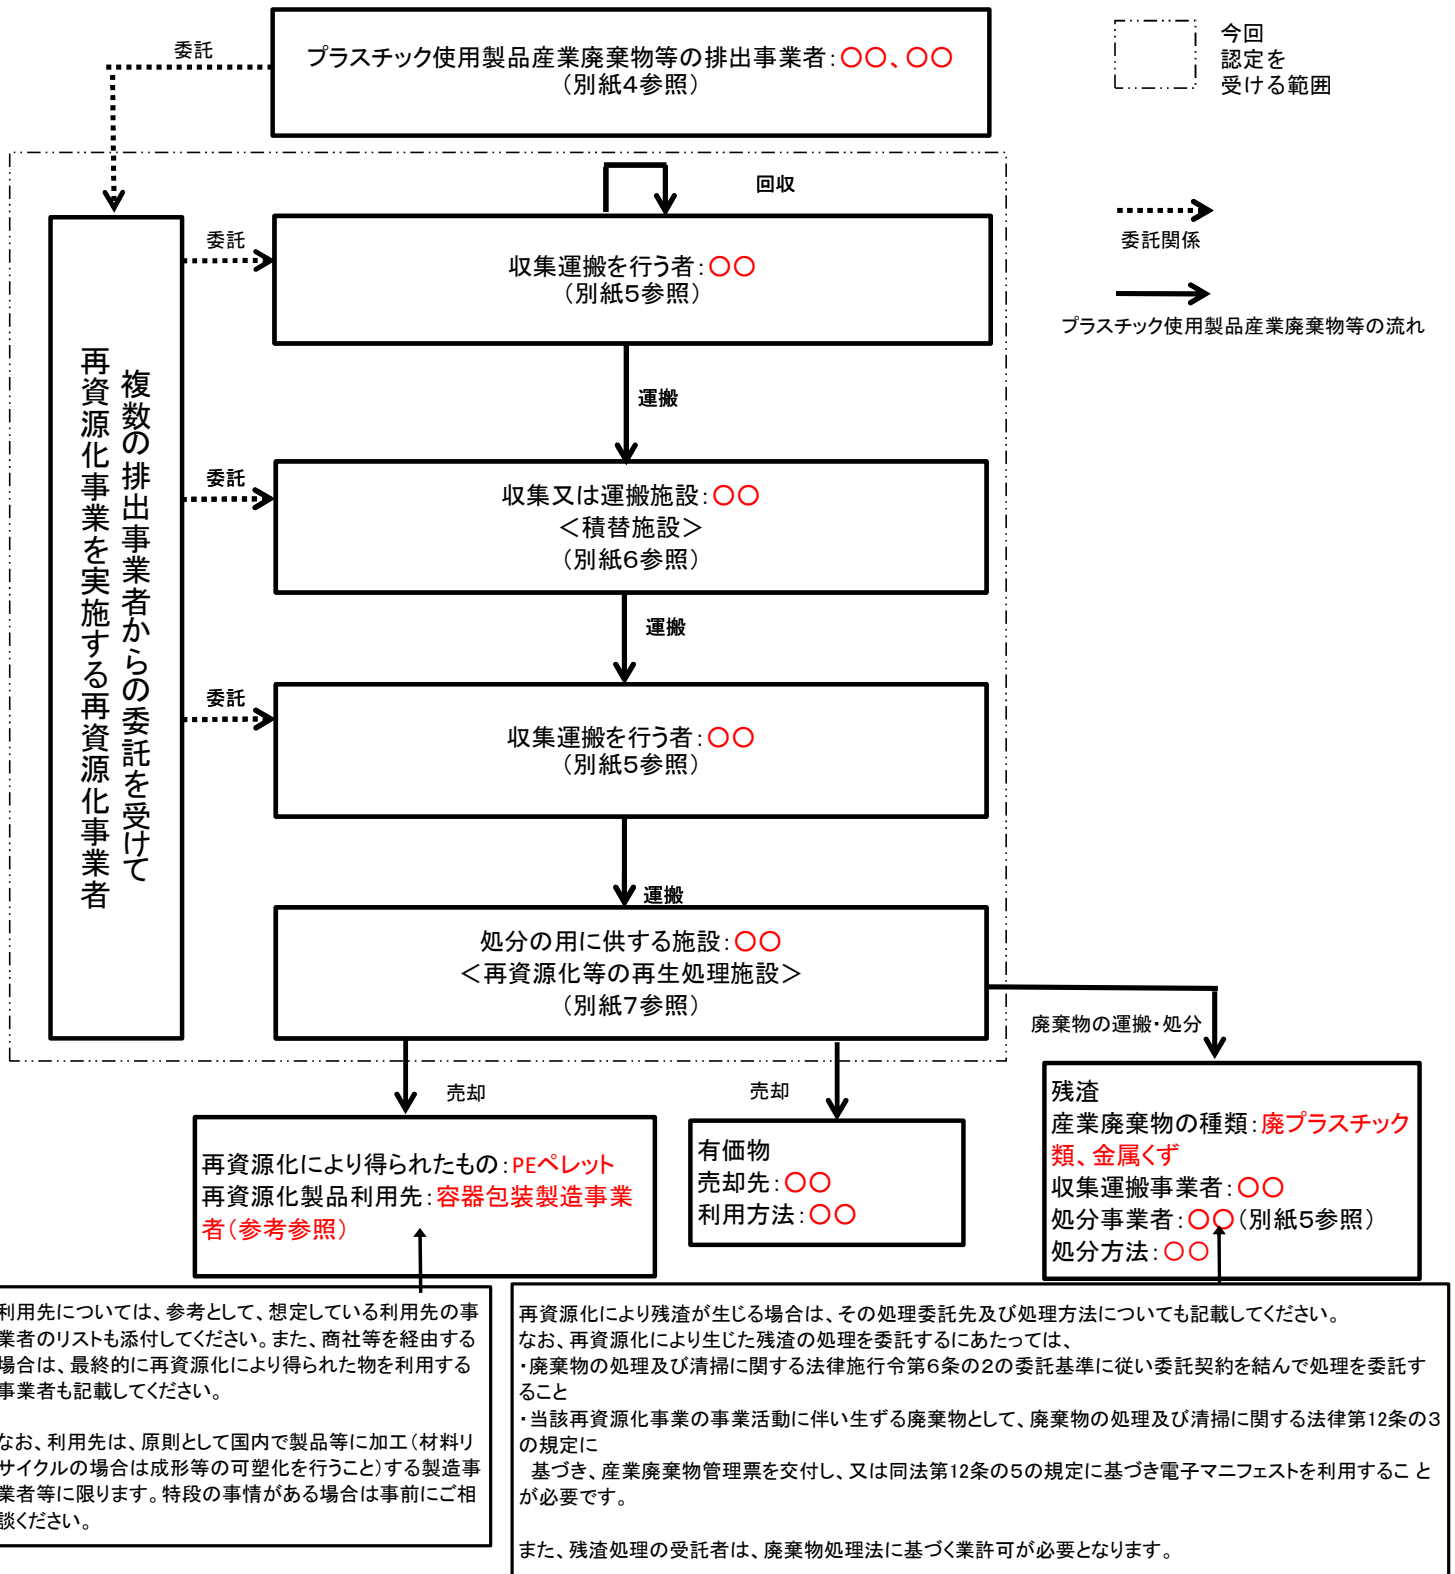 委託
プラスチック使用製品産業廃棄物等の排出事業者：〇〇、〇〇
（別紙４参照）
今回
認定を
受ける範囲
回収
委託
収集運搬を行う者：〇〇
（別紙５参照）
委託関係
プラスチック使用製品産業廃棄物等の流れ
複数の排出事業者からの委託を受けて
再資源化事業を実施する再資源化事業者
運搬
委託
収集又は運搬施設：〇〇
＜積替施設＞
（別紙６参照）
運搬
委託
収集運搬を行う者：〇〇
（別紙５参照）
運搬
処分の用に供する施設：〇〇
＜再資源化等の再生処理施設＞
（別紙７参照）
廃棄物の運搬・処分
売却
売却
再資源化により得られたもの：PEペレット
再資源化製品利用先：容器包装製造事業
者（参考参照）
有価物
売却先：〇〇
利用方法：〇〇
残渣
産業廃棄物の種類：廃プラスチック
類、金属くず
収集運搬事業者：〇〇
処分事業者：〇〇（別紙５参照）
処分方法：〇〇
利用先については、参考として、想定している利用先の事
業者のリストも添付してください。また、商社等を経由する
場合は、最終的に再資源化により得られた物を利用する
事業者も記載してください。
なお、利用先は、原則として国内で製品等に加工（材料リ
サイクルの場合は成形等の可塑化を行うこと）する製造事
業者等に限ります。特段の事情がある場合は事前にご相
談ください。
再資源化により残渣が生じる場合は、その処理委託先及び処理方法についても記載してください。
なお、再資源化により生じた残渣の処理を委託するにあたっては、
・廃棄物の処理及び清掃に関する法律施行令第６条の２の委託基準に従い委託契約を結んで処理を委託す
ること
・当該再資源化事業の事業活動に伴い生ずる廃棄物として、廃棄物の処理及び清掃に関する法律第12条の３
の規定に
基づき、産業廃棄物管理票を交付し、又は同法第12条の５の規定に基づき電子マニフェストを利用すること
が必要です。
また、残渣処理の受託者は、廃棄物処理法に基づく業許可が必要となります。